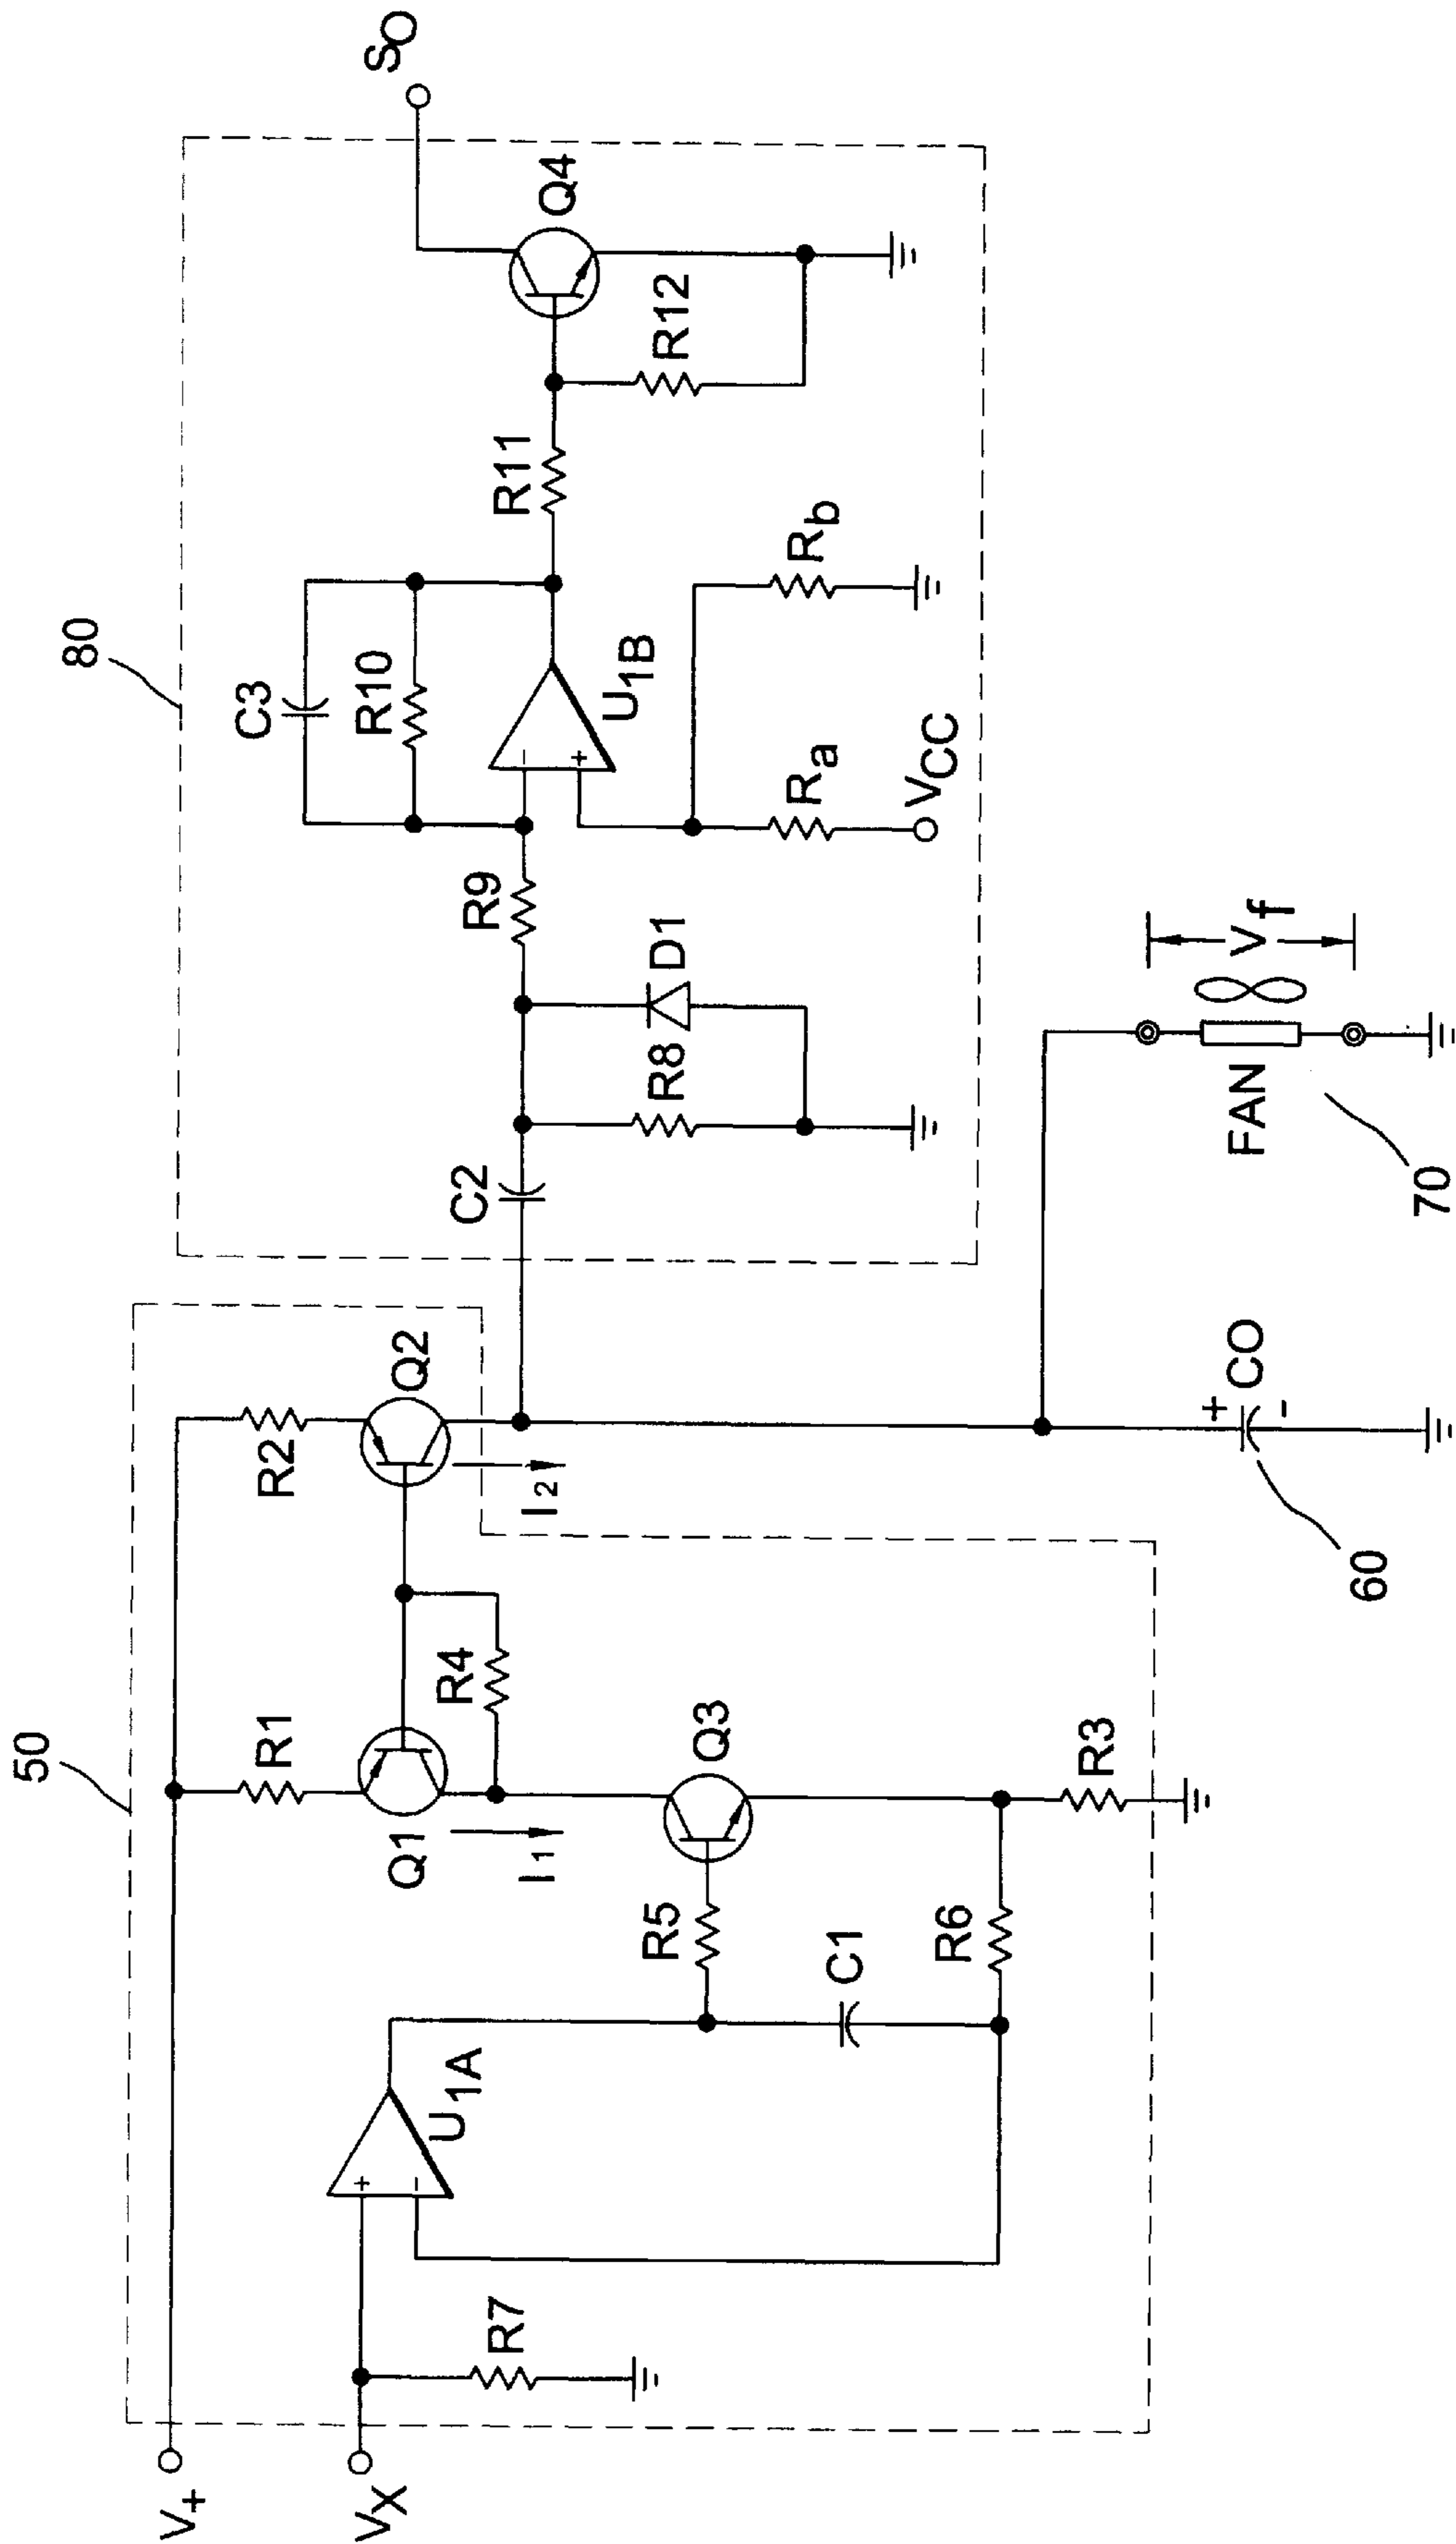 50
V+
VX
R7
U1A
R1
Q1
I1
R4
R5
C1
R6
Q3
R3
R2
Q2
I2
80
C2
R8
D1
R9
C3
R10
U1B
Ra
VCC
Rb
R11
R12
Q4
SO
+
CO
-
60
FAN
Vf
70
+
-
-
+